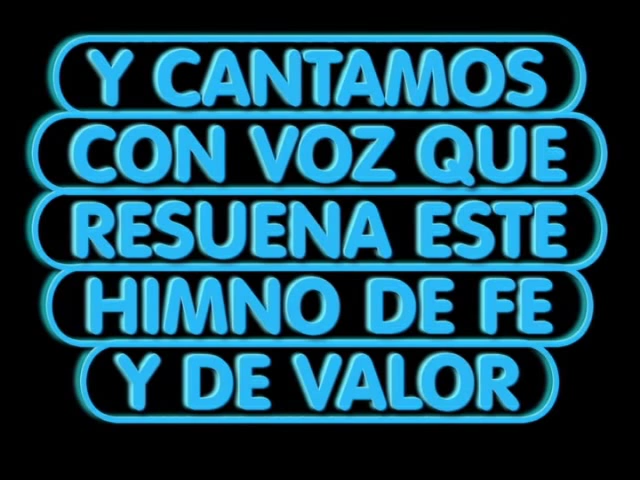 Y CANTAMOS
CON VOZ QUE
RESUENA ESTE
HIMNO DE FE
Y DE VALOR